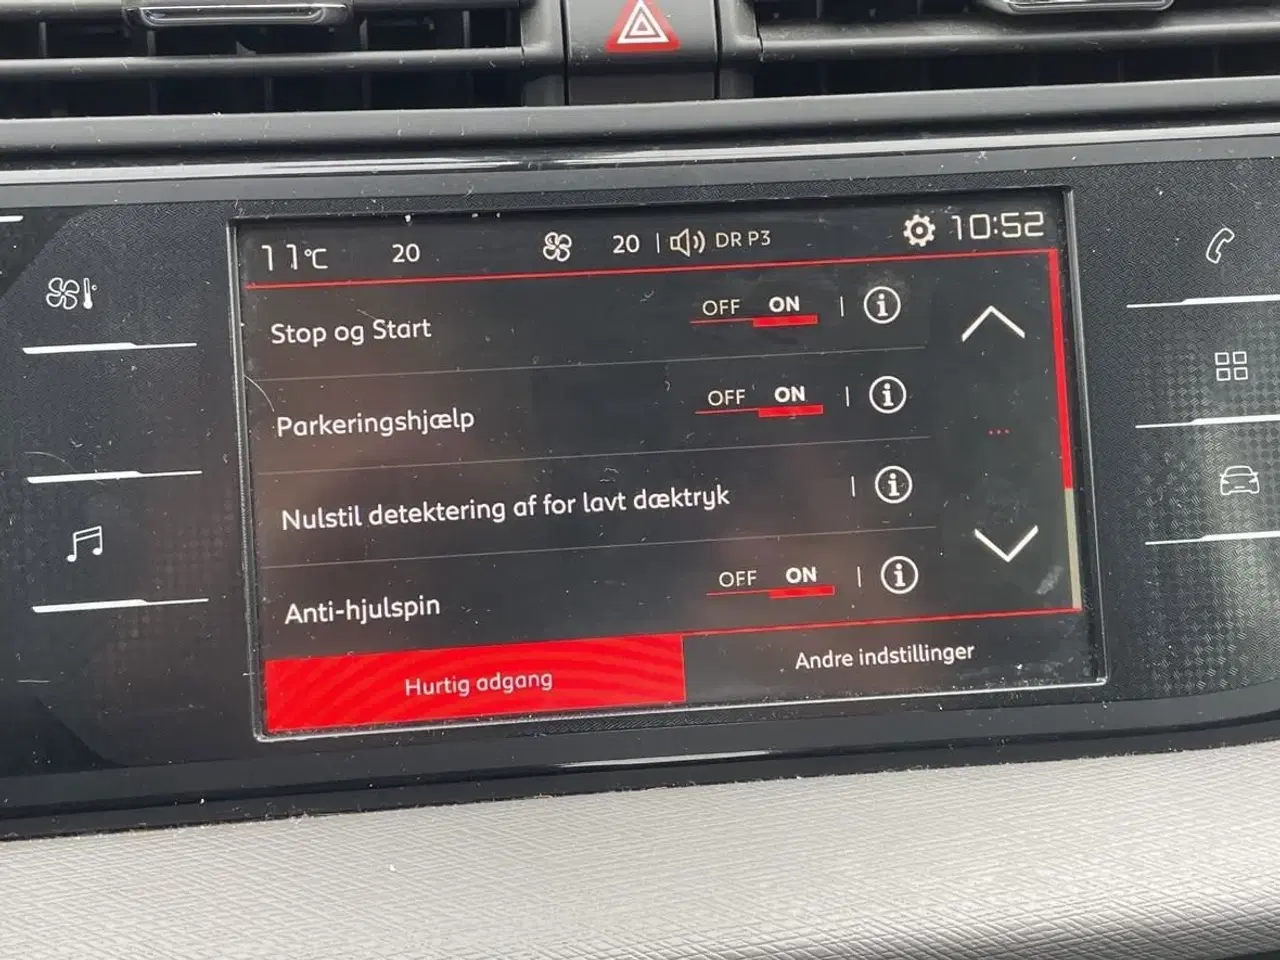 11°C 20 20 DR P3 10:52
Stop og Start OFF ON
Parkeringshjælp OFF ON
Nulstil detektering af for lavt dæktryk
Anti-hjulspin OFF ON
Hurtig adgang Andre indstillinger